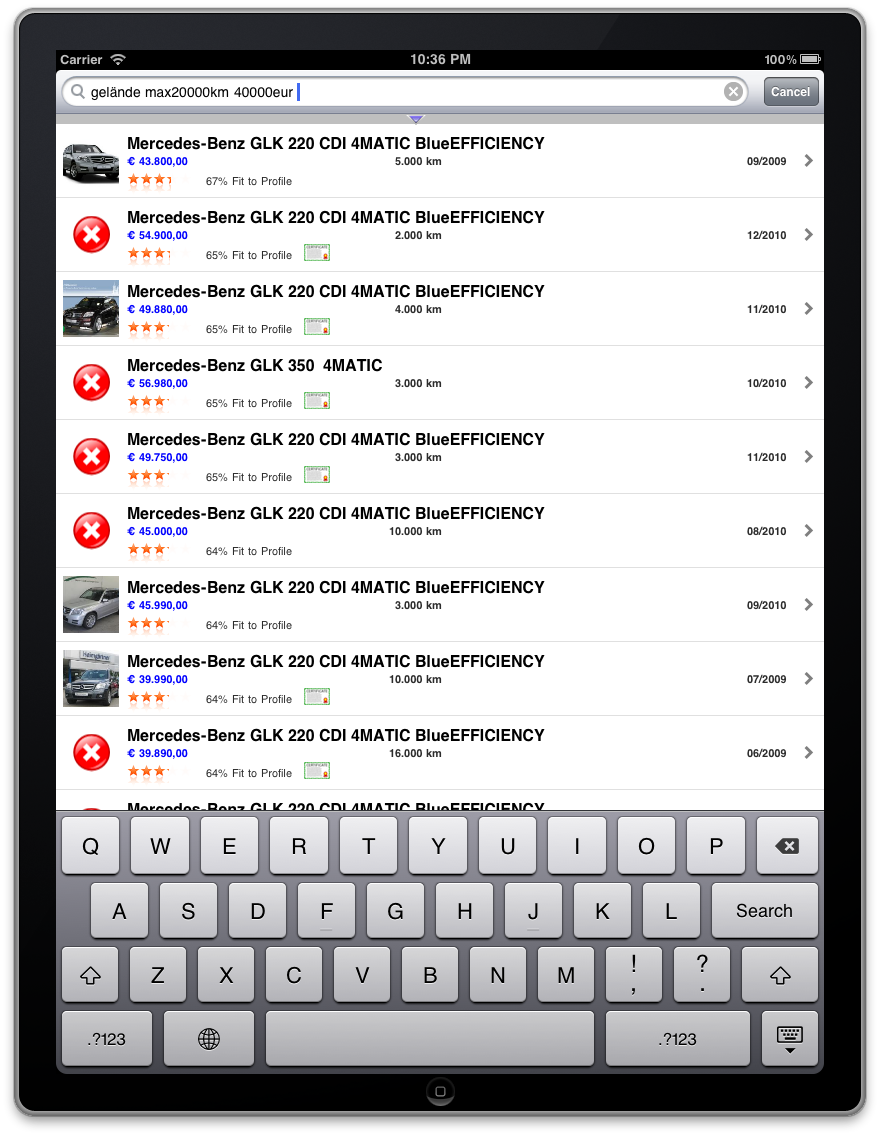 Carrier 10:36 PM 100%
gelände max20000km 40000eur Cancel
Mercedes-Benz GLK 220 CDI 4MATIC BlueEFFICIENCY
€ 43.800,00 5.000 km 09/2009
67% Fit to Profile
Mercedes-Benz GLK 220 CDI 4MATIC BlueEFFICIENCY
€ 54.900,00 2.000 km 12/2010
65% Fit to Profile
Mercedes-Benz GLK 220 CDI 4MATIC BlueEFFICIENCY
€ 49.880,00 4.000 km 11/2010
65% Fit to Profile
Mercedes-Benz GLK 350 4MATIC
€ 56.980,00 3.000 km 10/2010
65% Fit to Profile
Mercedes-Benz GLK 220 CDI 4MATIC BlueEFFICIENCY
€ 49.750,00 3.000 km 11/2010
65% Fit to Profile
Mercedes-Benz GLK 220 CDI 4MATIC BlueEFFICIENCY
€ 45.000,00 10.000 km 08/2010
64% Fit to Profile
Mercedes-Benz GLK 220 CDI 4MATIC BlueEFFICIENCY
€ 45.990,00 3.000 km 09/2010
64% Fit to Profile
Mercedes-Benz GLK 220 CDI 4MATIC BlueEFFICIENCY
€ 39.990,00 10.000 km 07/2009
64% Fit to Profile
Mercedes-Benz GLK 220 CDI 4MATIC BlueEFFICIENCY
€ 39.890,00 16.000 km 06/2009
64% Fit to Profile
Mercedes-Benz GLK 220 CDI 4MATIC BlueEFFICIENCY
Q W E R T Y U I O P
A S D F G H J K L Search
Z X C V B N M ! , ? .
.?123 .?123